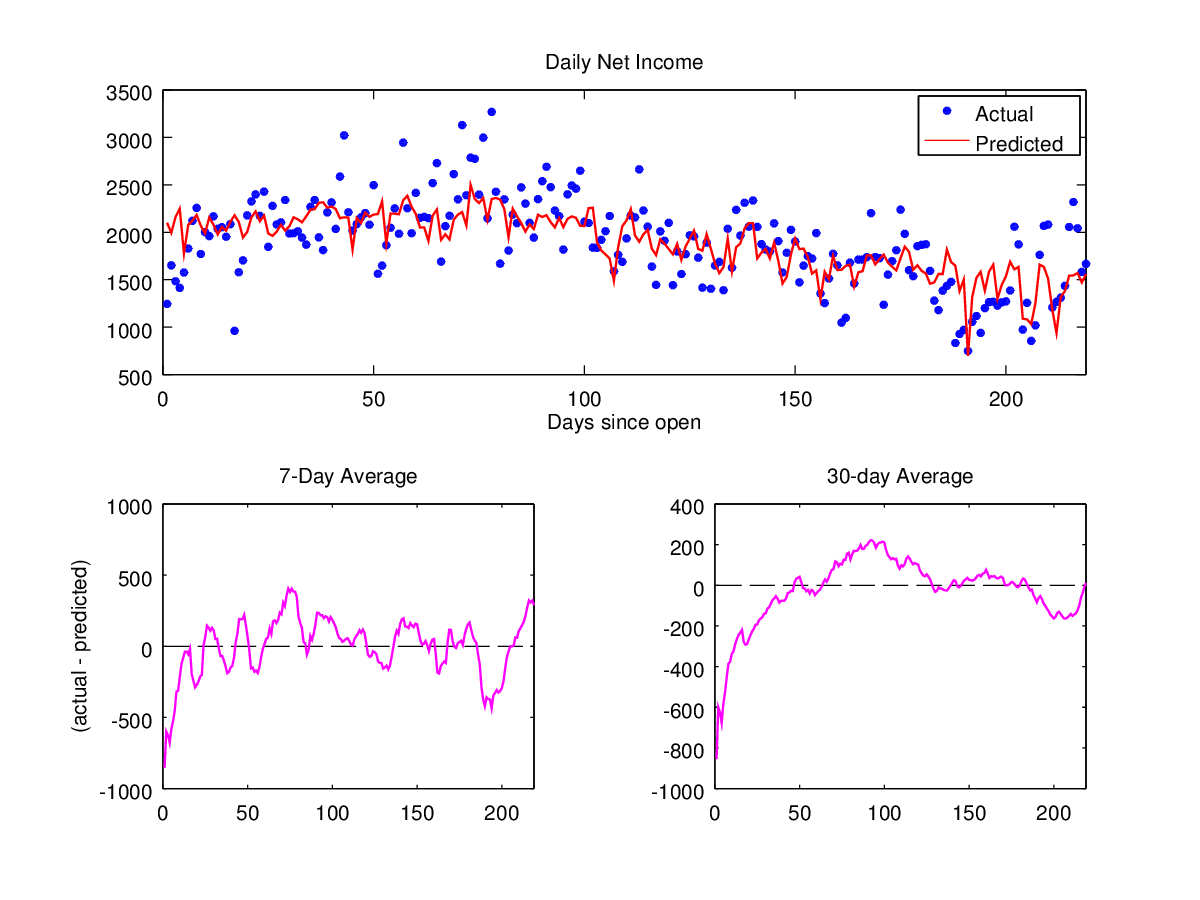 Daily Net Income
3500
3000
2500
2000
1500
1000
500
Actual
Predicted
0 50 100 150 200
Days since open
7-Day Average
1000
500
0
-500
-1000
(actual - predicted)
0 50 100 150 200
30-day Average
400
200
0
-200
-400
-600
-800
-1000
0 50 100 150 200